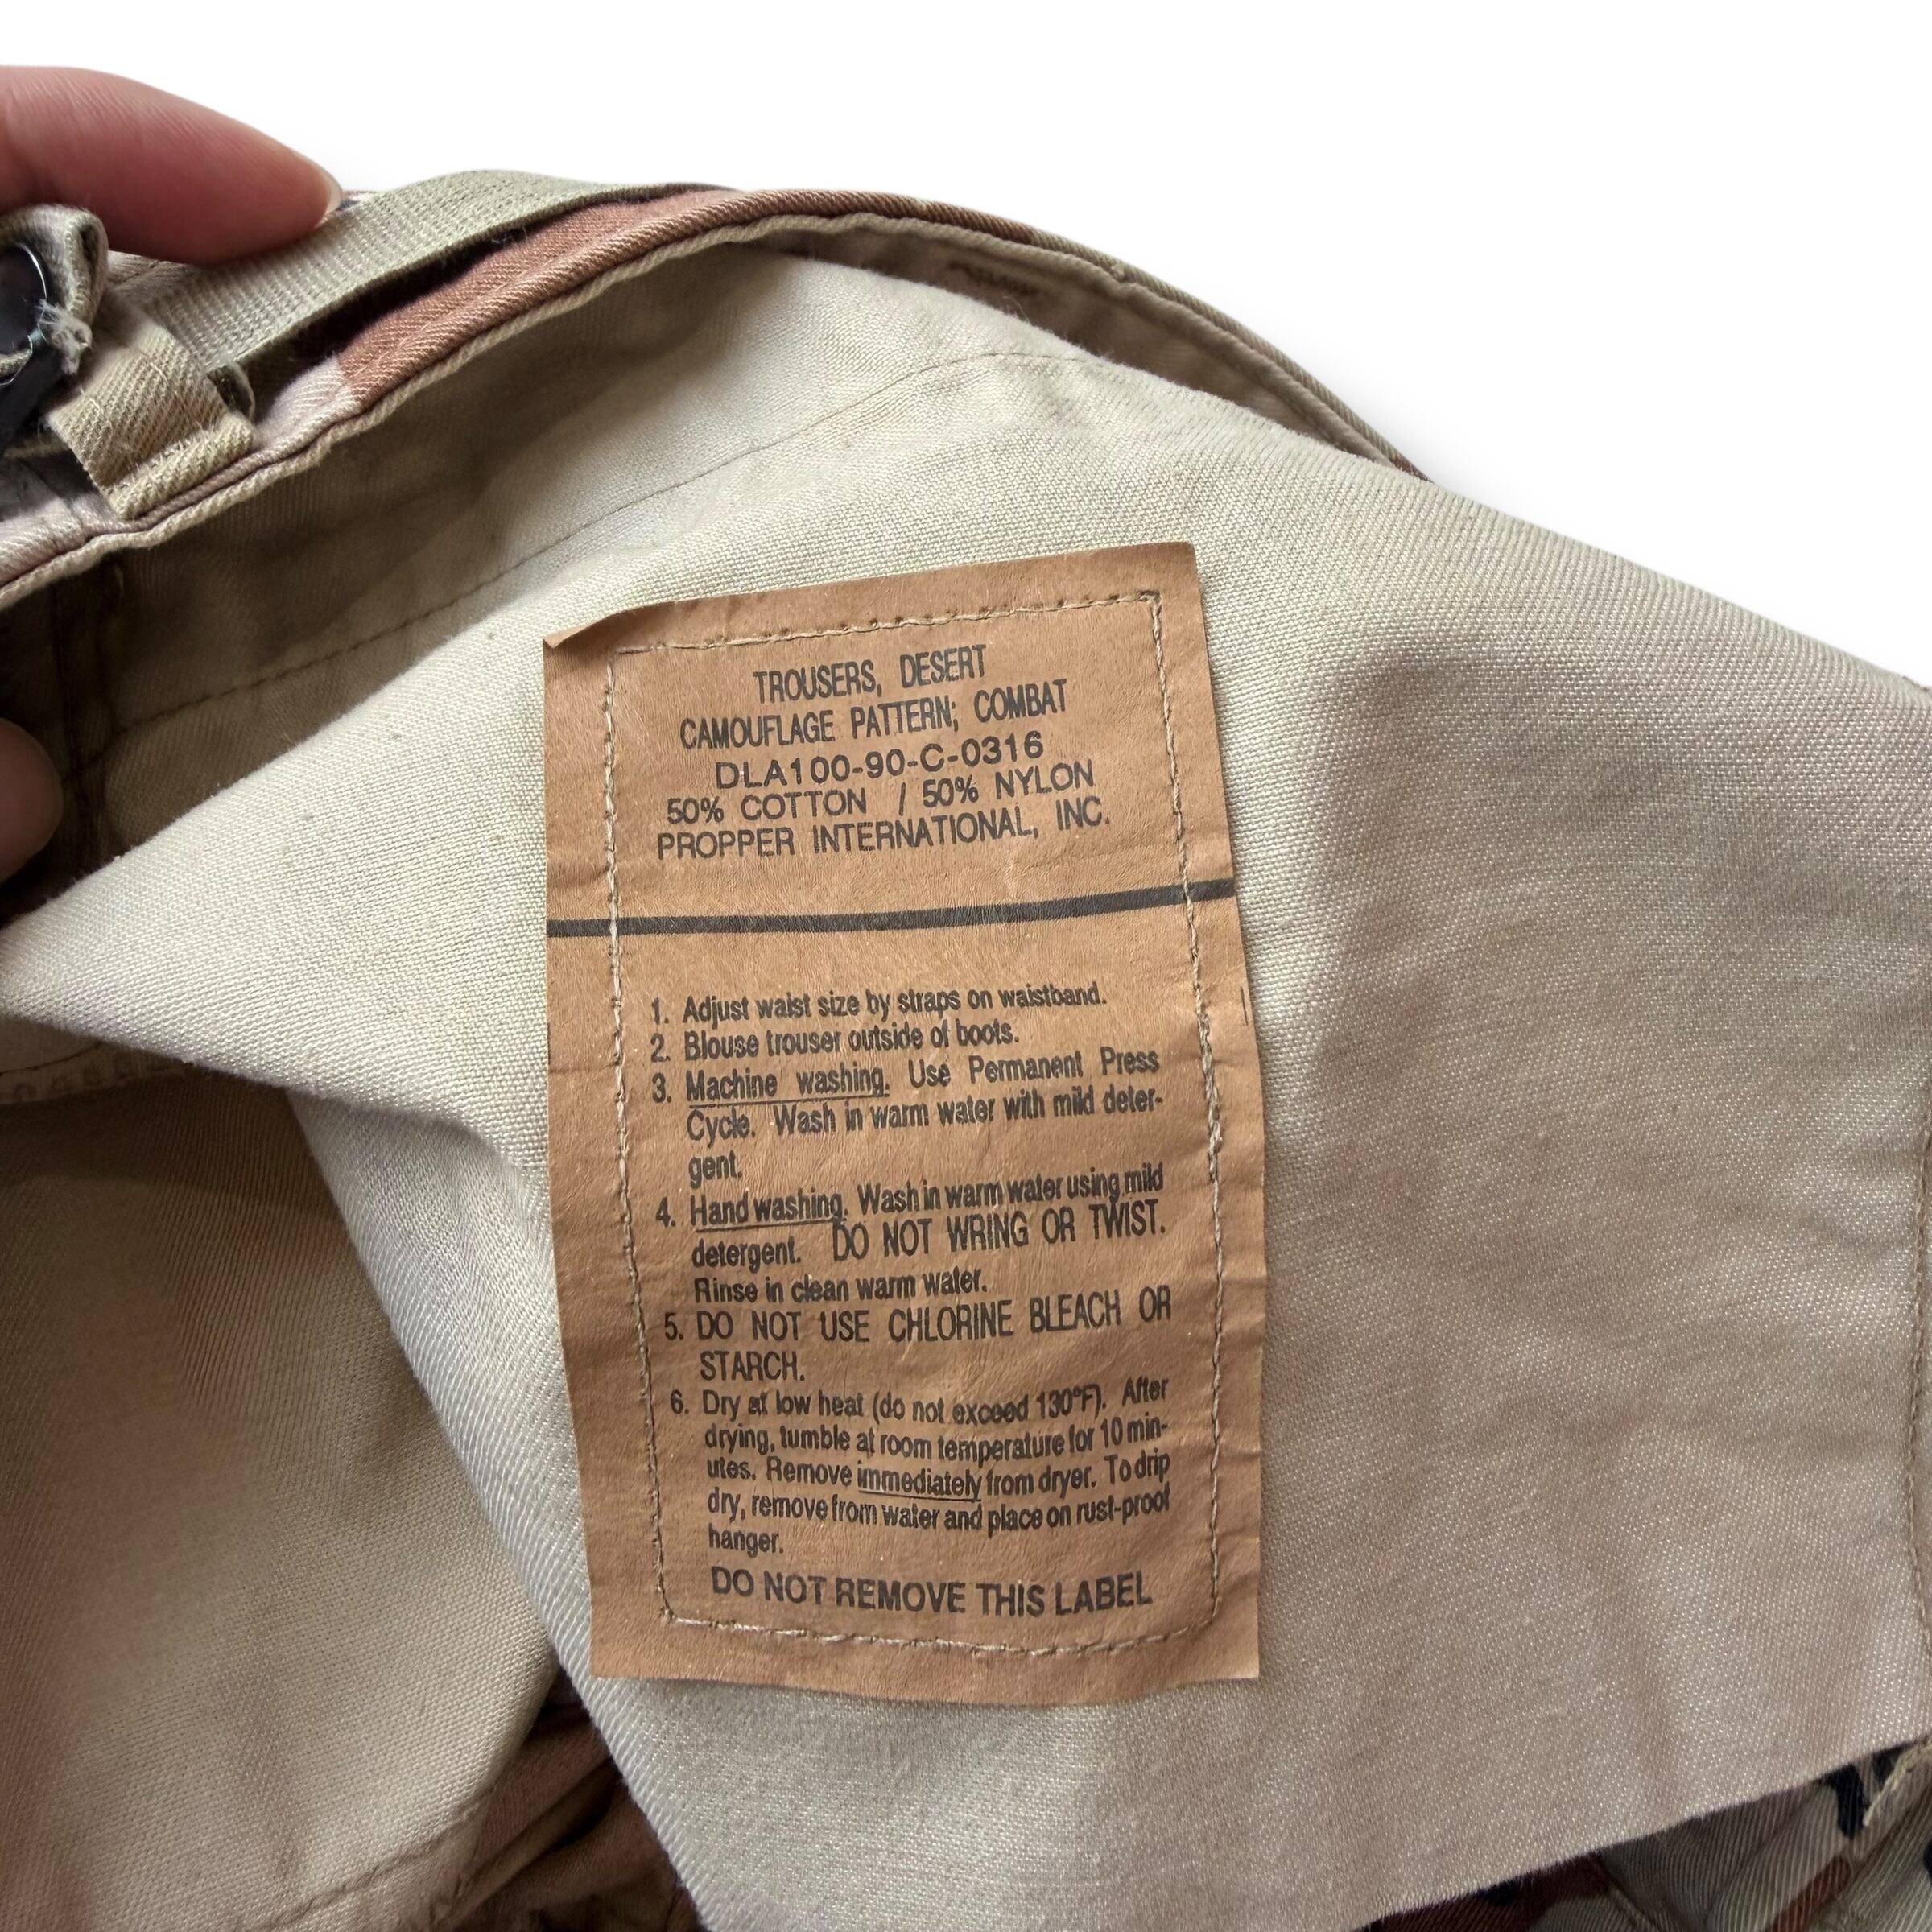 TROUSERS, DESERT
CAMOUFLAGE PATTERN; COMBAT
DLA100-90-C-0316
50% COTTON / 50% NYLON
PROPPER INTERNATIONAL, INC.
1. Adjust waist size by straps on waistband.
2. Blouse trouser outside of boots.
3. Machine washing. Use Permanent Press
Cycle. Wash in warm water with mild deter-
gent.
4. Hand washing. Wash in warm water using mild
detergent. DO NOT WRING OR TWIST.
Rinse in clean warm water.
5. DO NOT USE CHLORINE BLEACH OR
STARCH.
6. Dry at low heat (do not exceed 130°F). After
drying, tumble at room temperature for 10 min-
utes. Remove immediately from dryer. To drip
dry, remove from water and place on rust-proof
hanger.
DO NOT REMOVE THIS LABEL